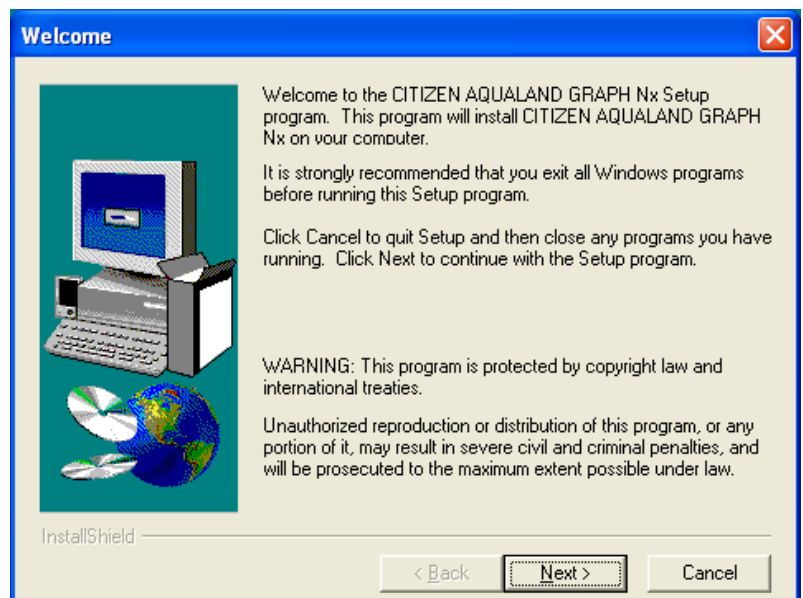 Welcome
Welcome to the CITIZEN AQUALAND GRAPH Nx Setup
program.  This program will install CITIZEN AQUALAND GRAPH
Nx on your computer.
It is strongly recommended that you exit all Windows programs
before running this Setup program.
Click Cancel to quit Setup and then close any programs you have
running.  Click Next to continue with the Setup program.
WARNING: This program is protected by copyright law and
international treaties.
Unauthorized reproduction or distribution of this program, or any
portion of it, may result in severe civil and criminal penalties, and
will be prosecuted to the maximum extent possible under law.
InstallShield
< Back Next > Cancel